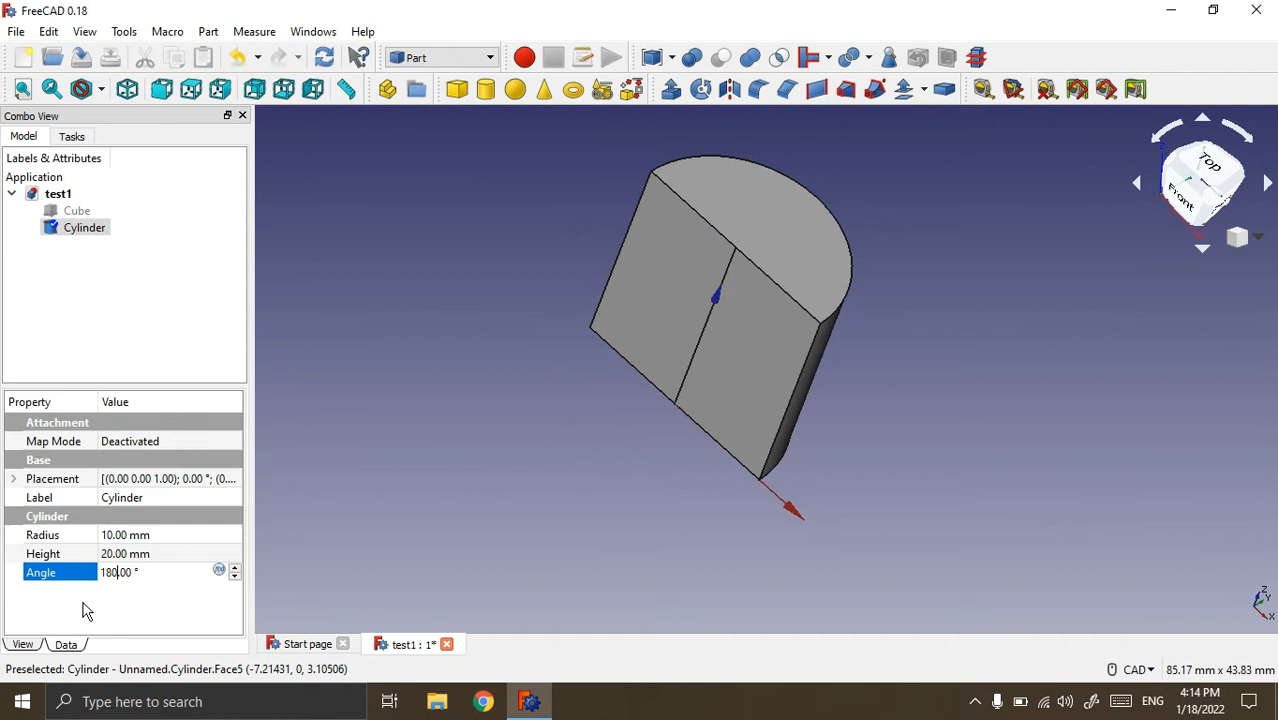 FreeCAD 0.18
File Edit View Tools Macro Part Measure Windows Help
Part
Combo View
Model Tasks
Labels & Attributes
Application
test1
Cube
Cylinder
Top
Front
Property Value
Attachment
Map Mode Deactivated
Base
Placement [(0.00 0.00 1.00); 0.00 °; (0....
Label Cylinder
Cylinder
Radius 10.00 mm
Height 20.00 mm
Angle 180.00 °
View Data
Start page test1 : 1*
Z
Y
X
Preselected: Cylinder - Unnamed.Cylinder.Face5 (-7.21431, 0, 3.10506) CAD 85.17 mm x 43.83 mm
Type here to search
ENG
4:14 PM
1/18/2022